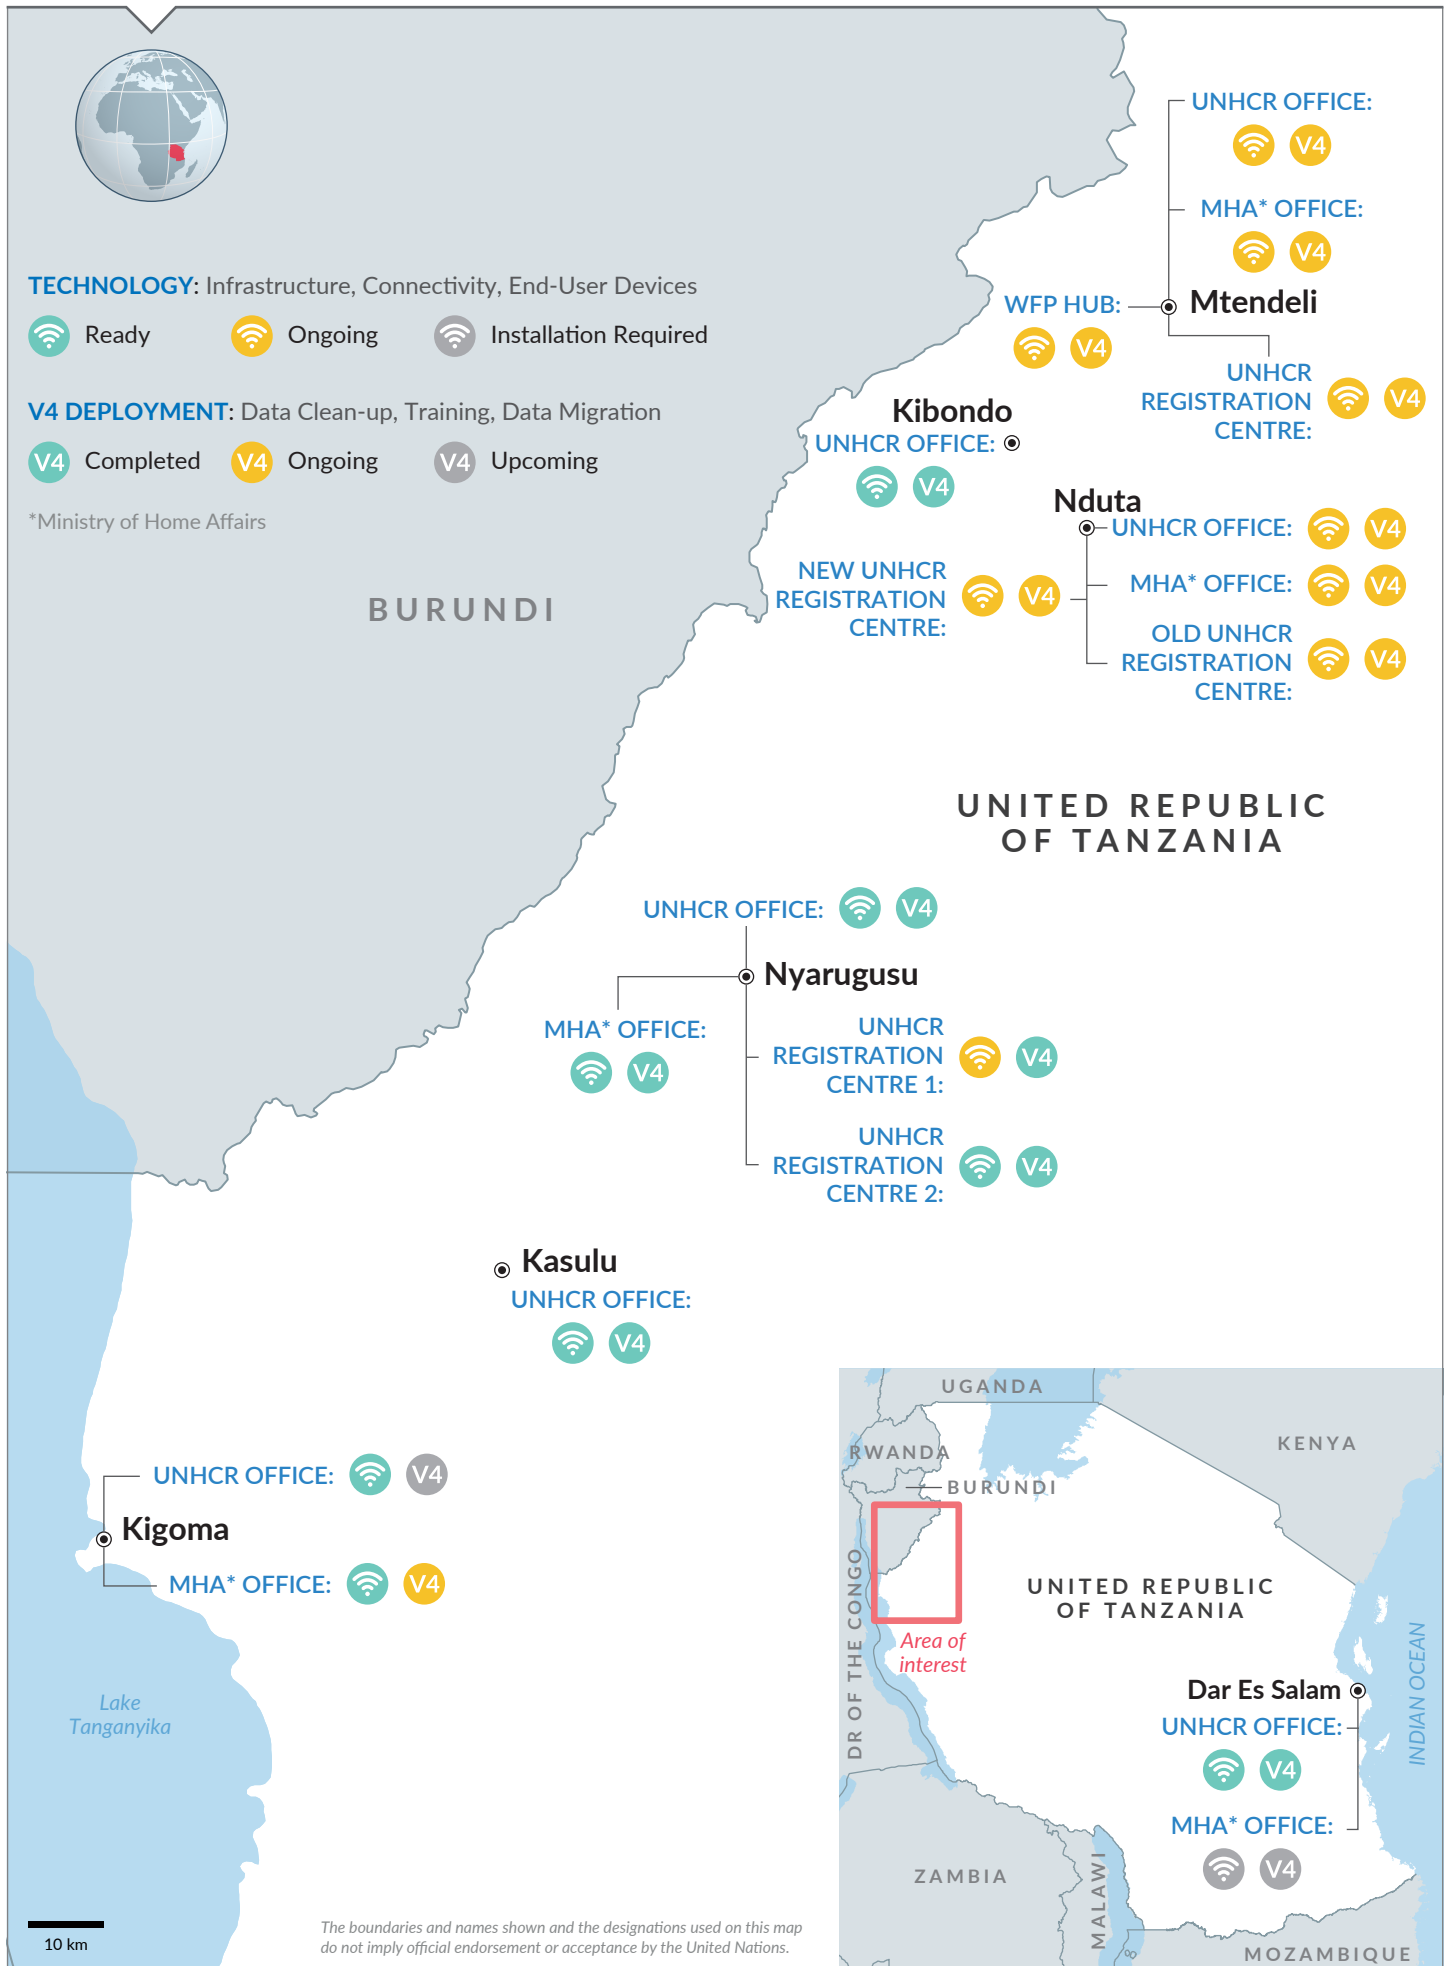 TECHNOLOGY: Infrastructure, Connectivity, End-User Devices
Ready
Ongoing
Installation Required
V4 DEPLOYMENT: Data Clean-up, Training, Data Migration
V4 Completed
V4 Ongoing
V4 Upcoming
*Ministry of Home Affairs
BURUNDI
UNHCR OFFICE:
V4
MHA* OFFICE:
V4
WFP HUB:
V4
Mtendeli
UNHCR
REGISTRATION
CENTRE:
V4
Kibondo
UNHCR OFFICE:
V4
Nduta
UNHCR OFFICE:
V4
MHA* OFFICE:
V4
OLD UNHCR
REGISTRATION
CENTRE:
V4
NEW UNHCR
REGISTRATION
CENTRE:
V4
UNITED REPUBLIC
OF TANZANIA
UNHCR OFFICE:
V4
Nyarugusu
MHA* OFFICE:
V4
UNHCR
REGISTRATION
CENTRE 1:
V4
UNHCR
REGISTRATION
CENTRE 2:
V4
Kasulu
UNHCR OFFICE:
V4
UNHCR OFFICE:
V4
Kigoma
MHA* OFFICE:
V4
Lake
Tanganyika
10 km
The boundaries and names shown and the designations used on this map
do not imply official endorsement or acceptance by the United Nations.
UGANDA
KENYA
RWANDA
BURUNDI
DR OF THE CONGO
UNITED REPUBLIC
OF TANZANIA
Area of
interest
Dar Es Salam
UNHCR OFFICE:
V4
MHA* OFFICE:
V4
INDIAN OCEAN
ZAMBIA
MALAWI
MOZAMBIQUE